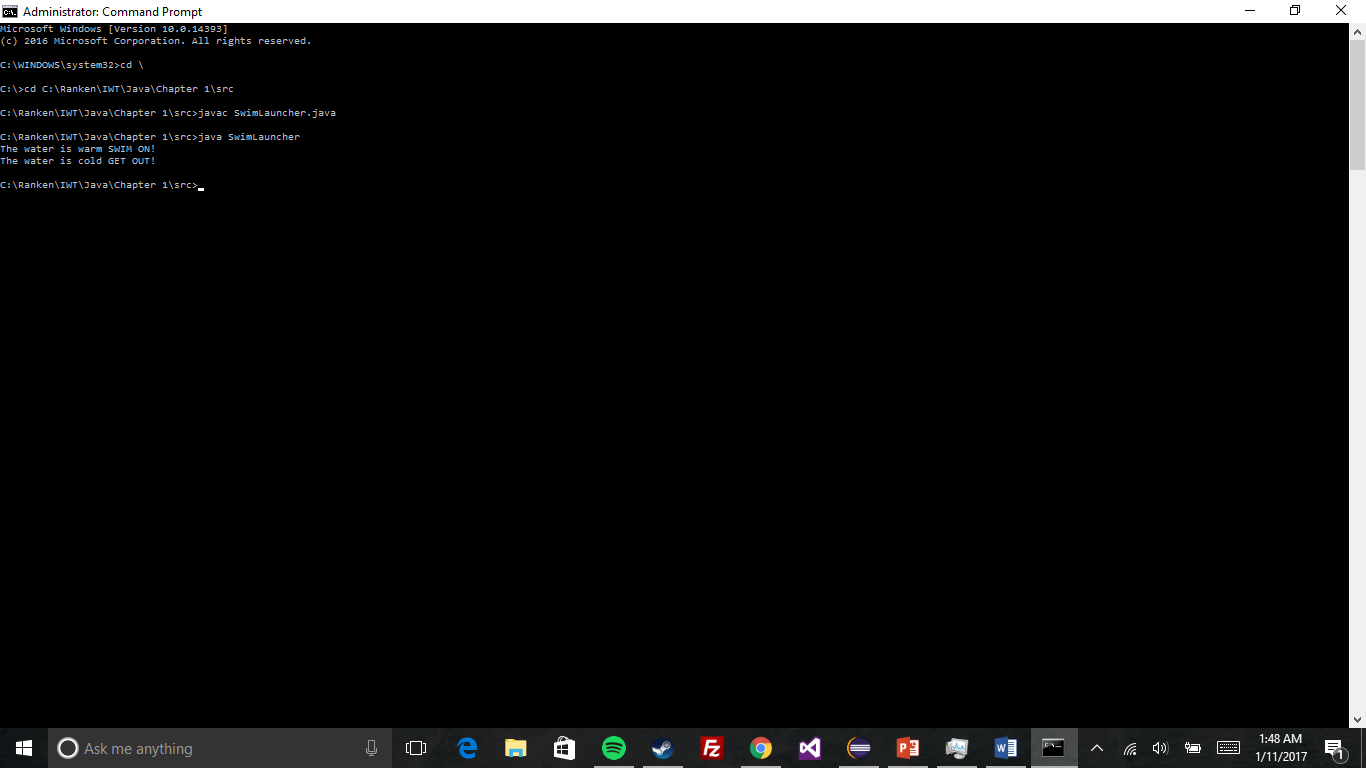 Administrator: Command Prompt
Microsoft Windows [Version 10.0.14393]
(c) 2016 Microsoft Corporation. All rights reserved.
C:\WINDOWS\system32>cd \
C:\>cd C:\Ranken\IWT\Java\Chapter 1\src
C:\Ranken\IWT\Java\Chapter 1\src>javac SwimLauncher.java
C:\Ranken\IWT\Java\Chapter 1\src>java SwimLauncher
The water is warm SWIM ON!
The water is cold GET OUT!
C:\Ranken\IWT\Java\Chapter 1\src>
Ask me anything
1:48 AM
1/11/2017
1